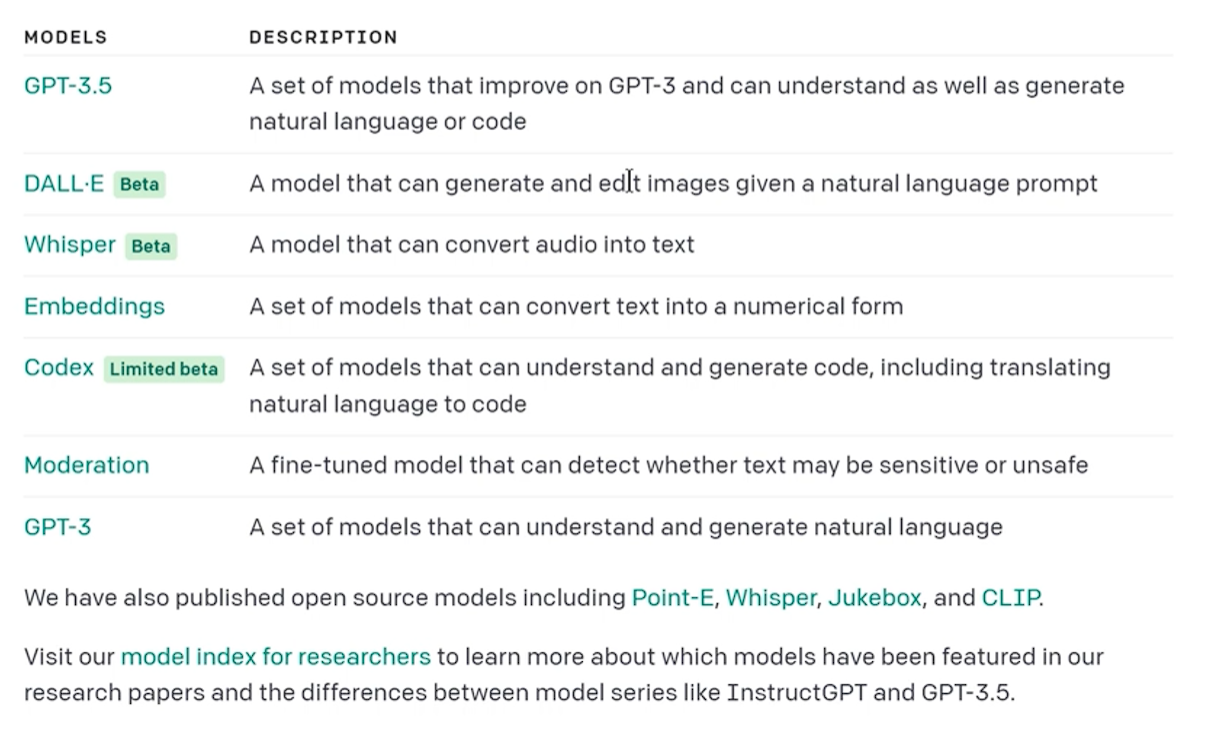 MODELS DESCRIPTION
GPT-3.5 A set of models that improve on GPT-3 and can understand as well as generate
natural language or code
DALL·E Beta A model that can generate and edit images given a natural language prompt
Whisper Beta A model that can convert audio into text
Embeddings A set of models that can convert text into a numerical form
Codex Limited beta A set of models that can understand and generate code, including translating
natural language to code
Moderation A fine-tuned model that can detect whether text may be sensitive or unsafe
GPT-3 A set of models that can understand and generate natural language
We have also published open source models including Point-E, Whisper, Jukebox, and CLIP.
Visit our model index for researchers to learn more about which models have been featured in our
research papers and the differences between model series like InstructGPT and GPT-3.5.